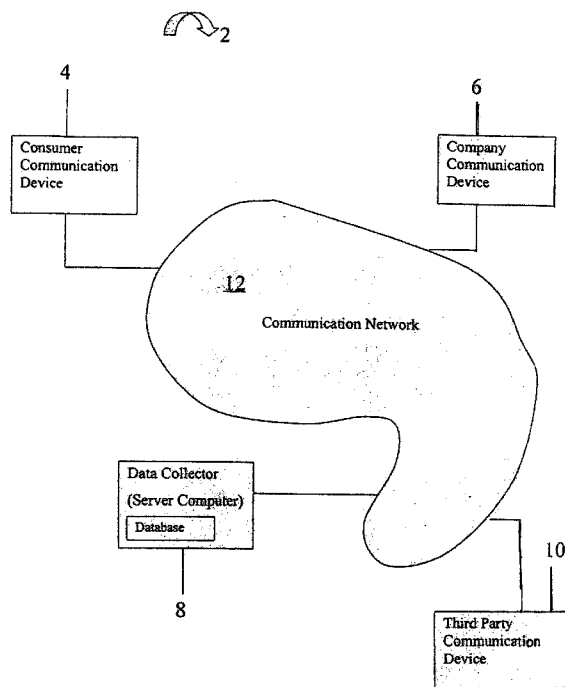 2
4
6
Consumer
Communication
Device
Company
Communication
Device
12
Communication Network
Data Collector
(Server Computer)
Database
8
10
Third Party
Communication
Device